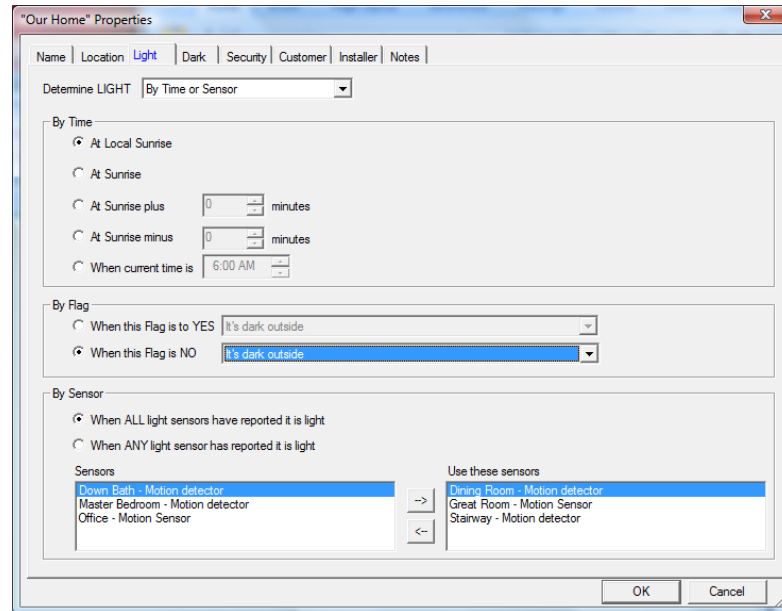 "Our Home" Properties
Name Location Light Dark Security Customer Installer Notes
Determine LIGHT By Time or Sensor
By Time
At Local Sunrise
At Sunrise
At Sunrise plus 0 minutes
At Sunrise minus 0 minutes
When current time is 6:00 AM
By Flag
When this Flag is to YES It's dark outside
When this Flag is NO It's dark outside
By Sensor
When ALL light sensors have reported it is light
When ANY light sensor has reported it is light
Sensors Use these sensors
Down Bath - Motion detector Dining Room - Motion detector
Master Bedroom - Motion detector --> Great Room - Motion Sensor
Office - Motion Sensor Stairway - Motion detector
<--
OK Cancel